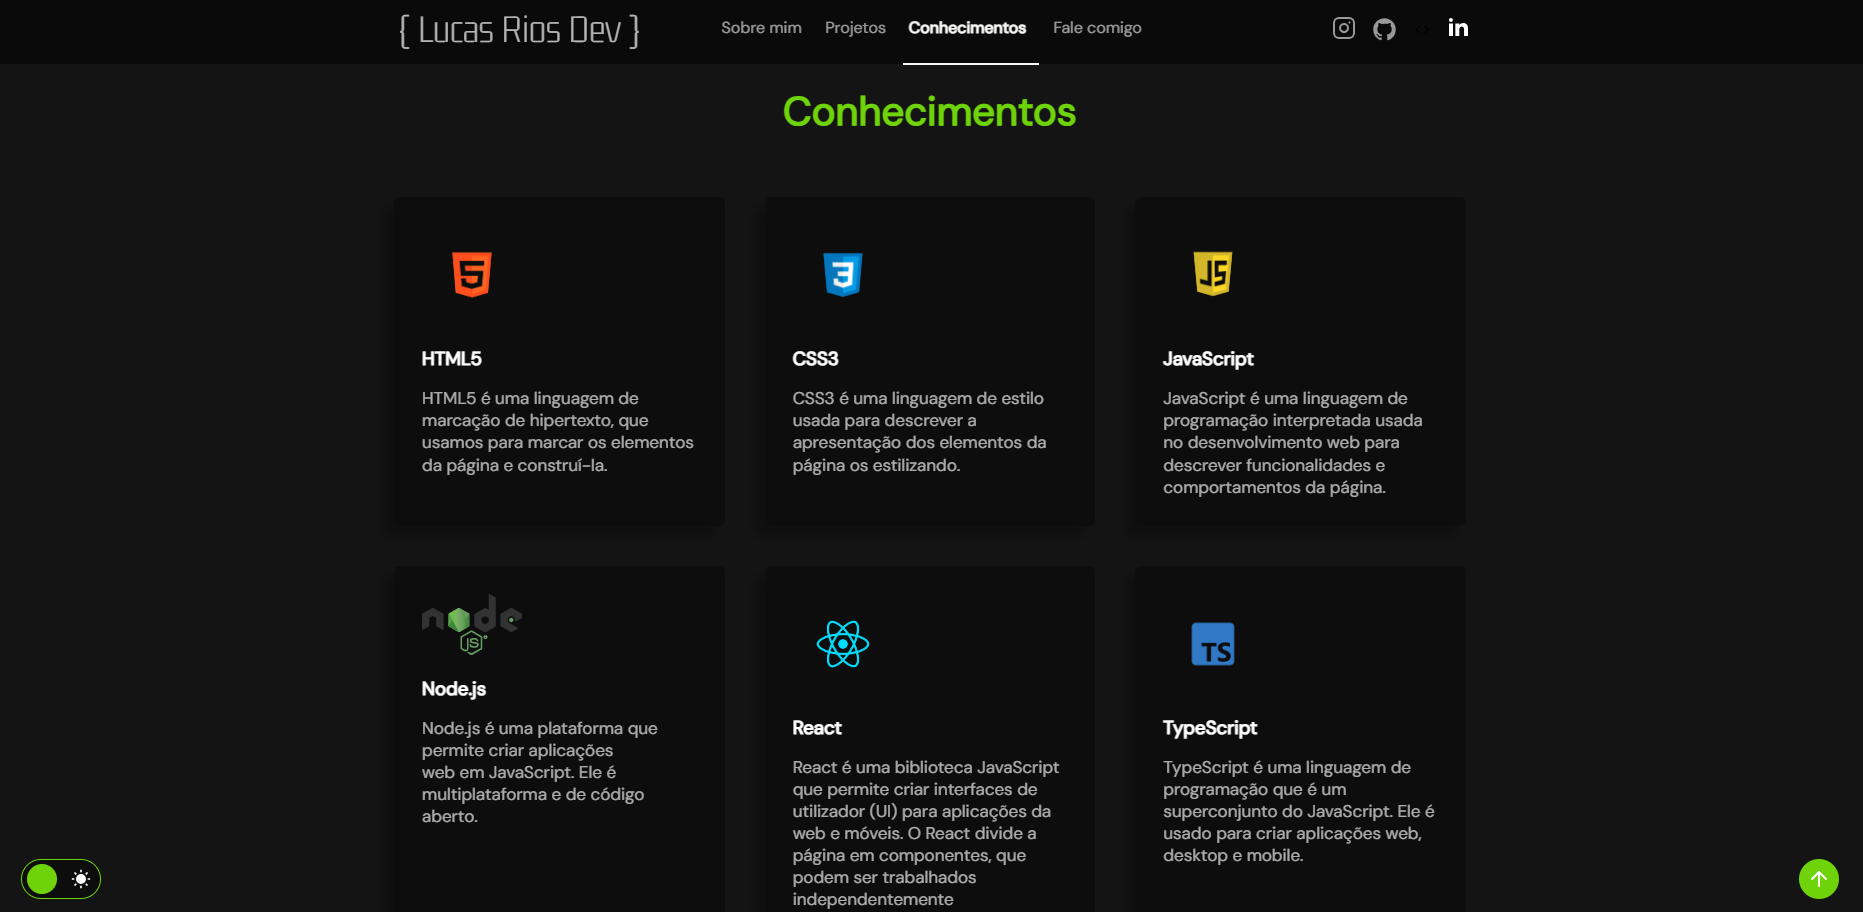 { Lucas Rios Dev }
Sobre mim
Projetos
Conhecimentos
Fale comigo
in
Conhecimentos
5
HTML5
HTML5 é uma linguagem de
marcação de hipertexto, que
usamos para marcar os elementos
da página e construí-la.
3
CSS3
CSS3 é uma linguagem de estilo
usada para descrever a
apresentação dos elementos da
página os estilizando.
JS
JavaScript
JavaScript é uma linguagem de
programação interpretada usada
no desenvolvimento web para
descrever funcionalidades e
comportamentos da página.
node
JS
Node.js
Node.js é uma plataforma que
permite criar aplicações
web em JavaScript. Ele é
multiplataforma e de código
aberto.
React
React é uma biblioteca JavaScript
que permite criar interfaces de
utilizador (UI) para aplicações da
web e móveis. O React divide a
página em componentes, que
podem ser trabalhados
independentemente
TS
TypeScript
TypeScript é uma linguagem de
programação que é um
superconjunto do JavaScript. Ele é
usado para criar aplicações web,
desktop e mobile.